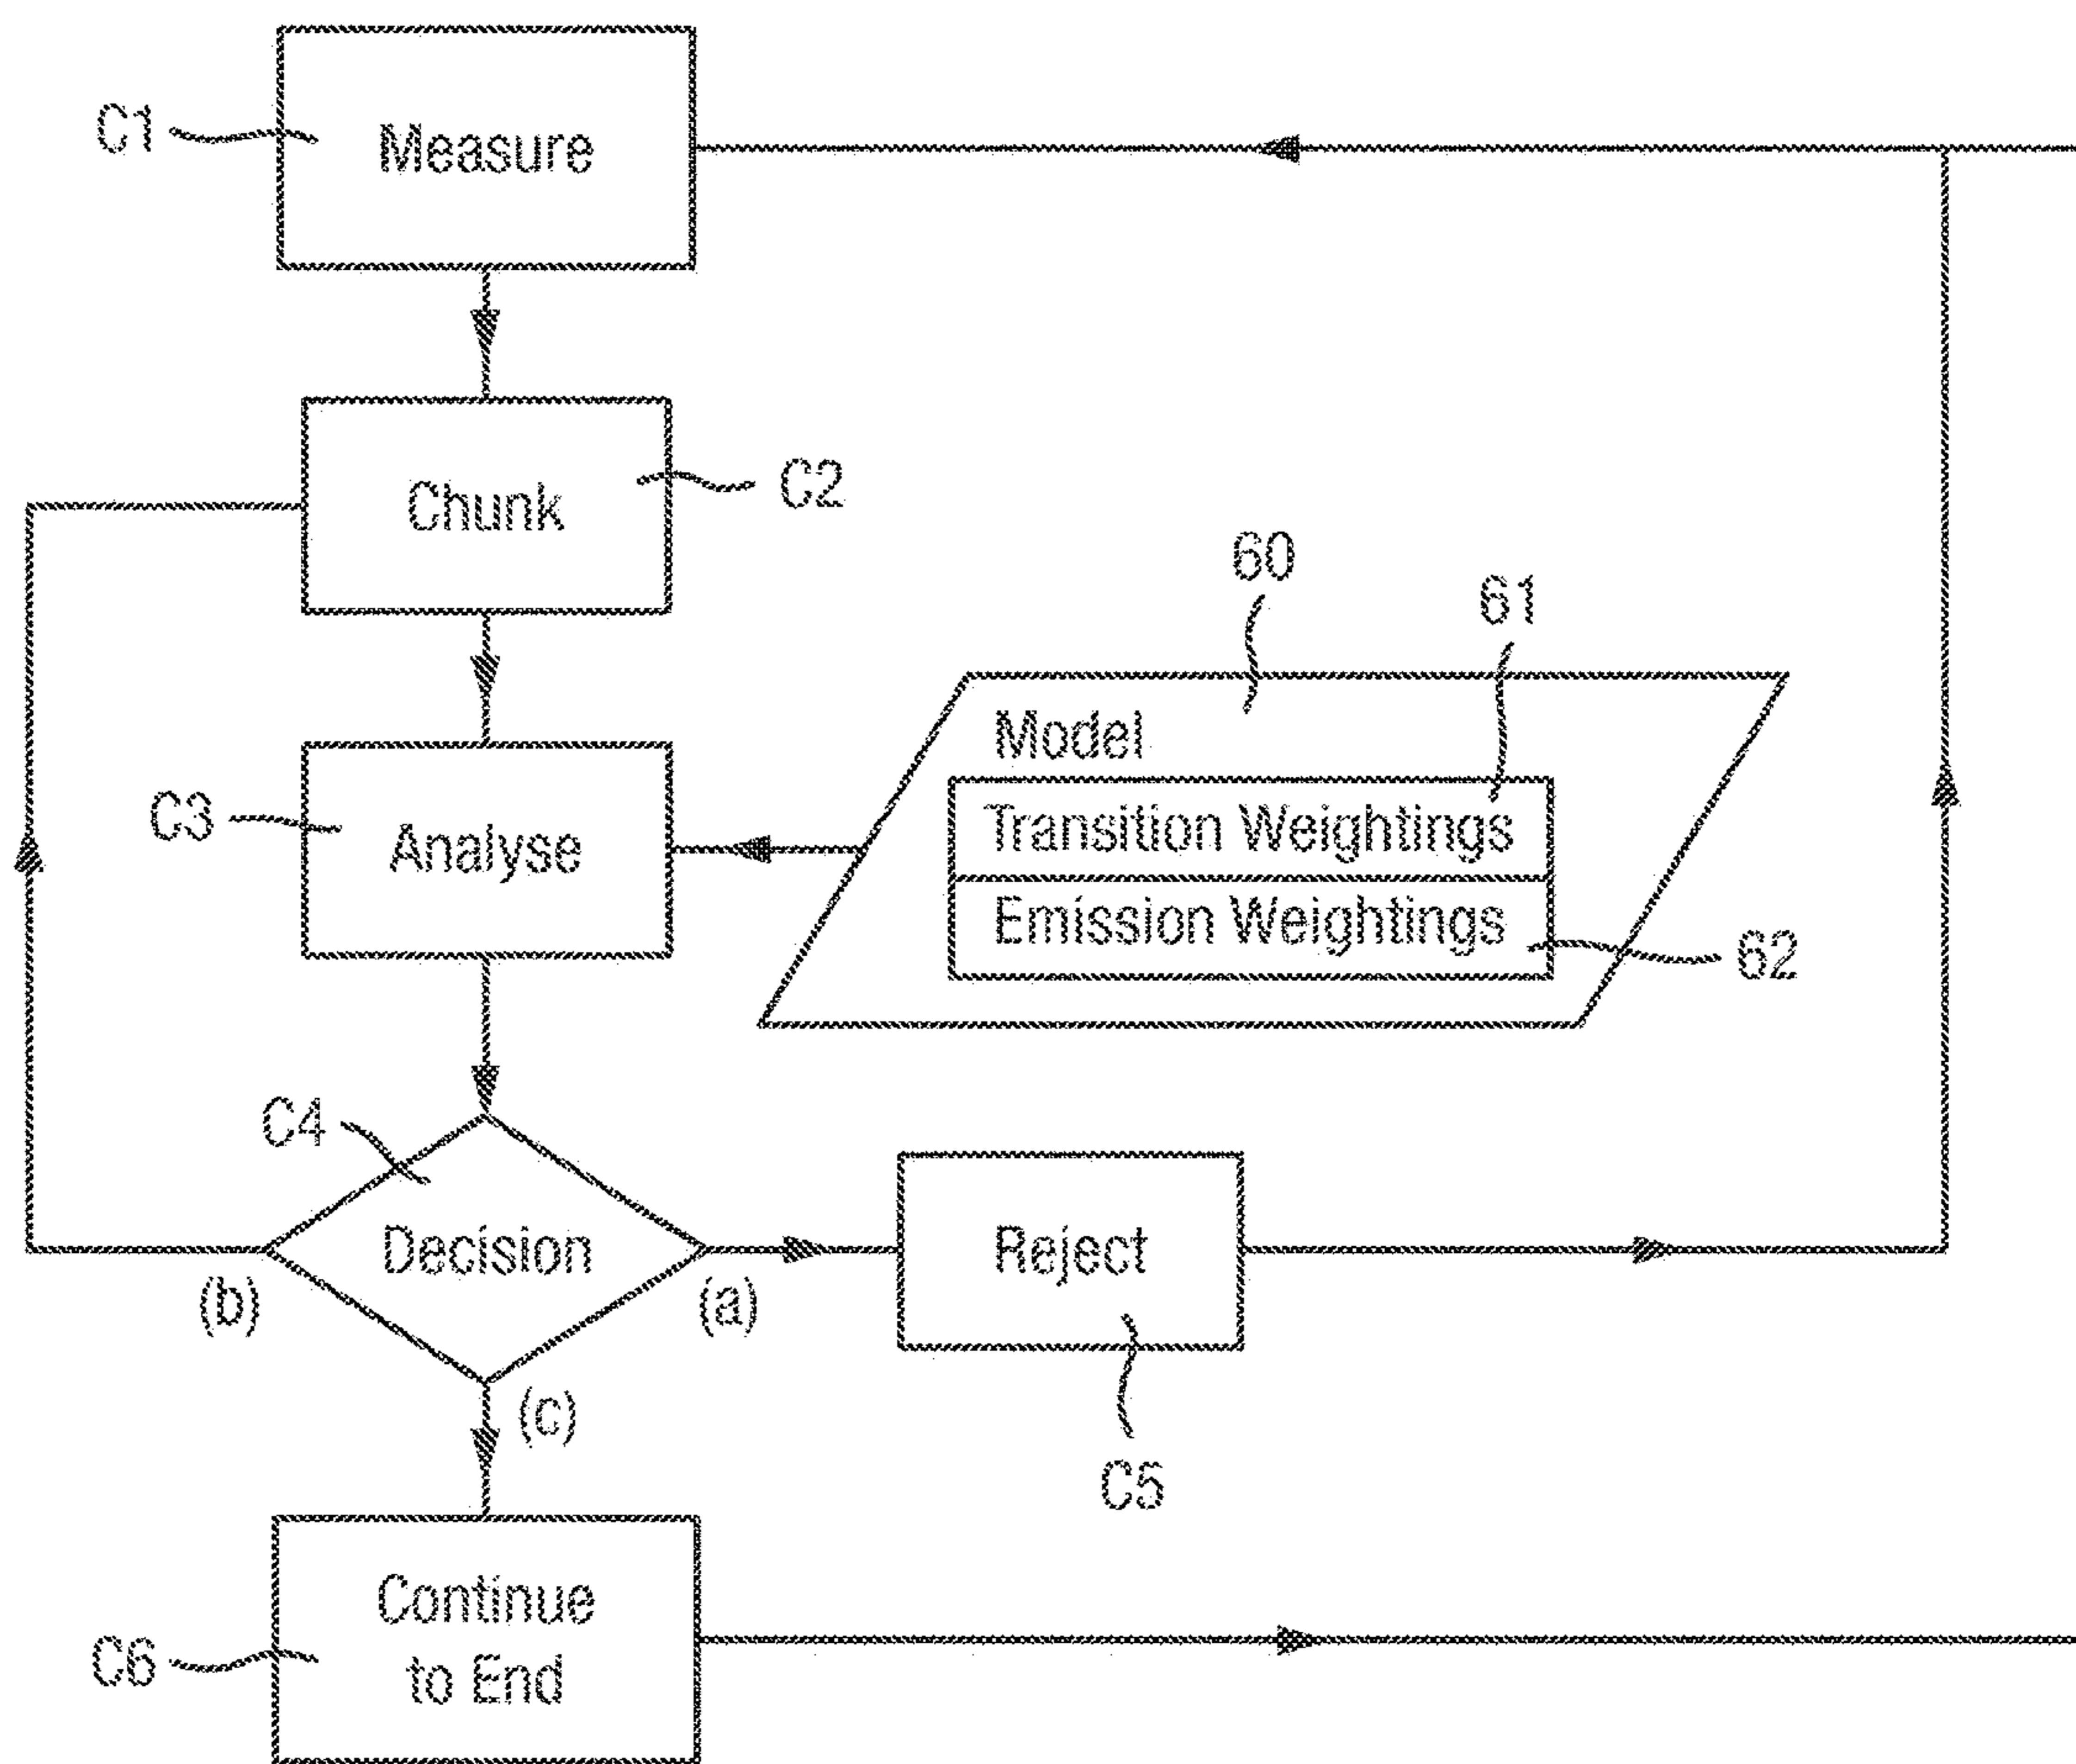 C1
Measure
C2
Chunk
60
61
Model
C3
Analyse
Transition Weightings
Emission Weightings
62
C4
Decision
Reject
(b)
(a)
(c)
C5
Continue
to End
C6